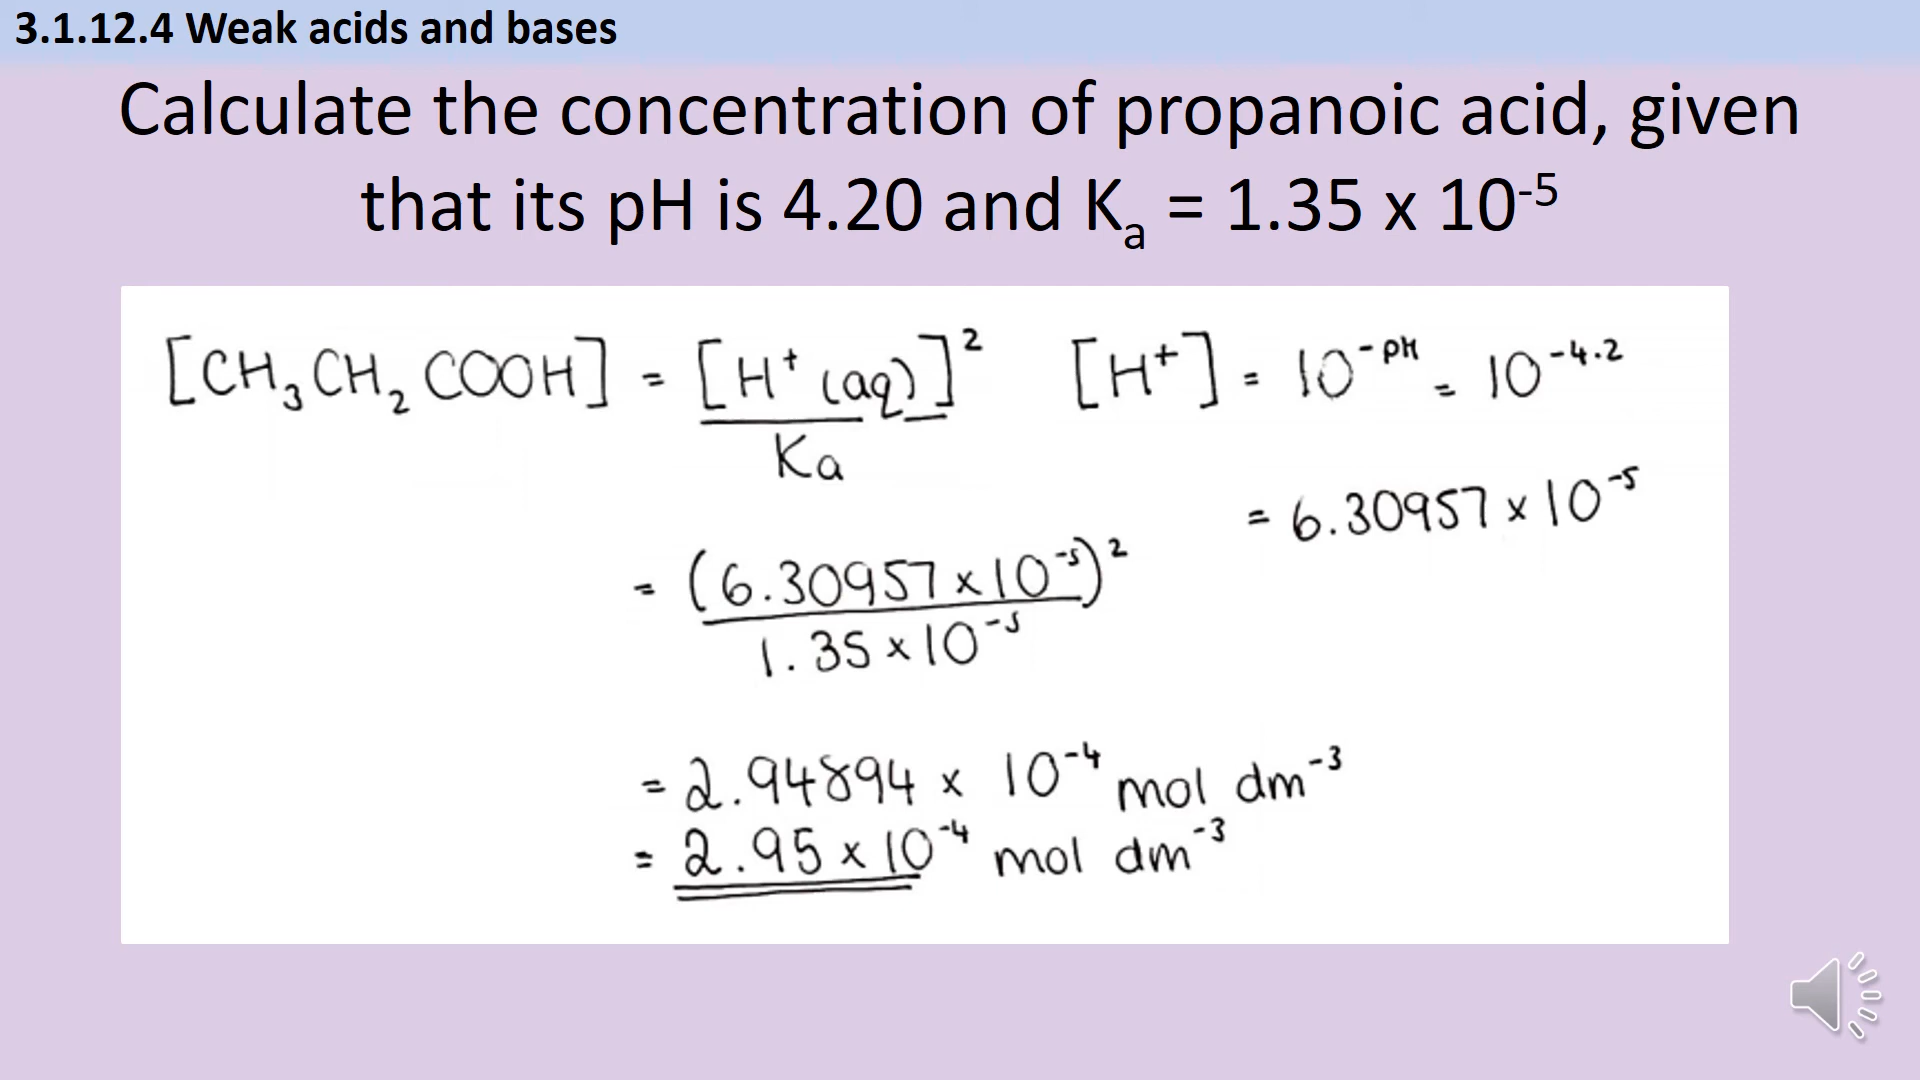 3.1.12.4 Weak acids and bases
Calculate the concentration of propanoic acid, given
that its pH is 4.20 and Kₐ = 1.35 x 10⁻⁵
[CH₃CH₂COOH] = [H⁺(aq)]² / Ka
[H⁺] = 10^-pH = 10^-4.2
= 6.30957 × 10⁻⁵
= (6.30957 × 10⁻⁵)² / 1.35 × 10⁻⁵
= 2.94894 × 10⁻⁴ mol dm⁻³
= 2.95 × 10⁻⁴ mol dm⁻³